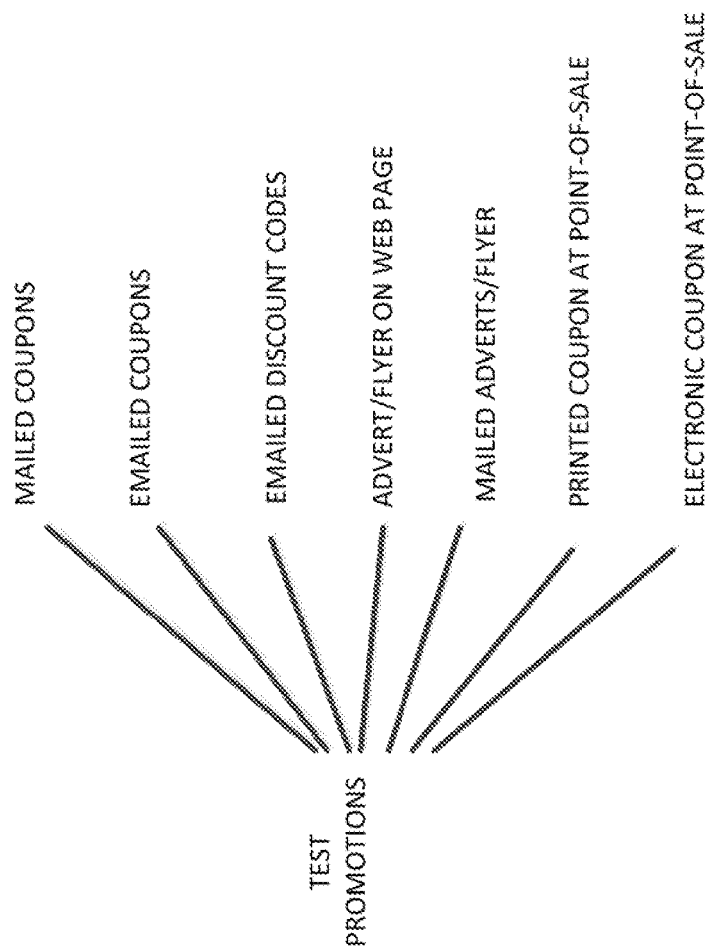 TEST
PROMOTIONS
MAILED COUPONS
EMAILED COUPONS
EMAILED DISCOUNT CODES
ADVERT/FLYER ON WEB PAGE
MAILED ADVERTS/FLYER
PRINTED COUPON AT POINT-OF-SALE
ELECTRONIC COUPON AT POINT-OF-SALE